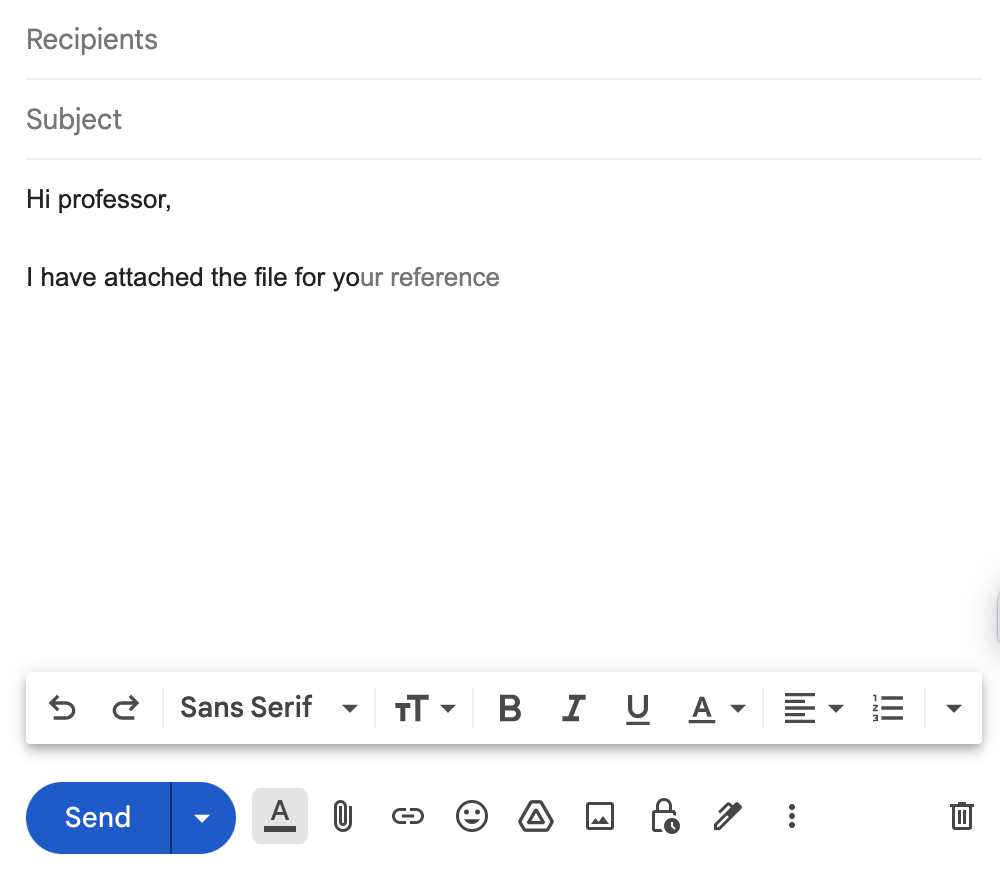 Recipients
Subject
Hi professor,
I have attached the file for your reference
Sans Serif
Send